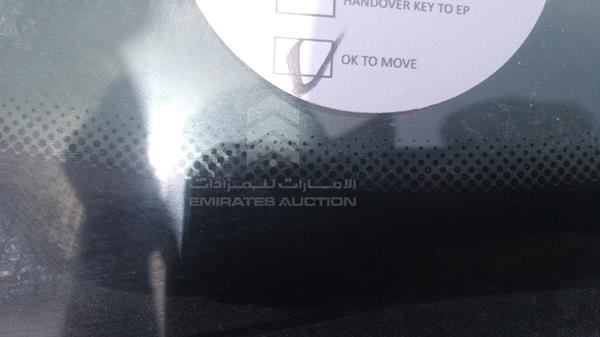 HANDOVER KEY TO EP
OK TO MOVE
الامارات للمزادات
EMIRATES AUCTION